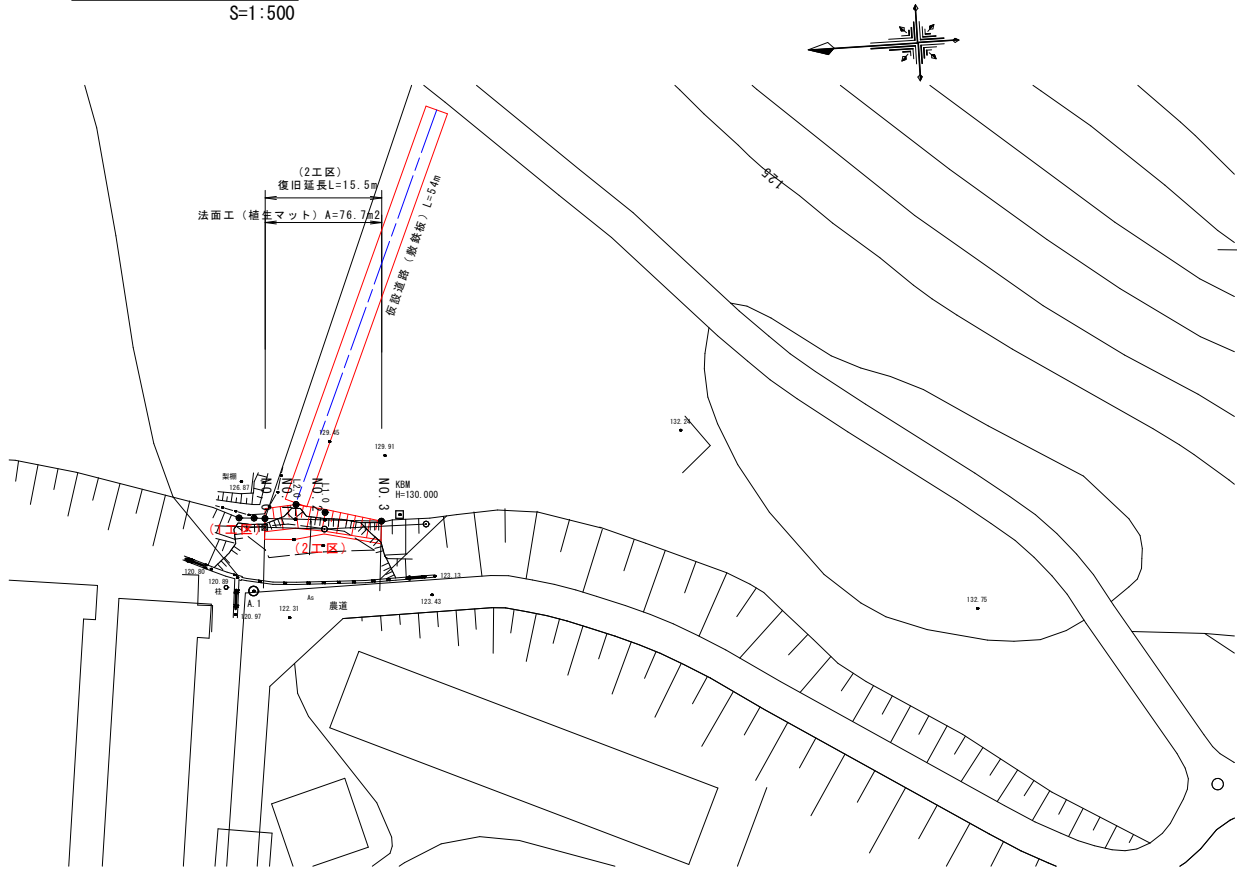 S=1:500
(2工区)
復旧延長L=15.5m
法面工(植生マット) A=76.7m2
仮設道路(敷鉄板) L=54m
125
132.24
129.45
129.91
梨棚
126.87
NO.3
KBM
H=130.000
(2工区)
120.80
120.89
柱
120.97
A.1
122.31
As
農道
123.13
123.43
132.75